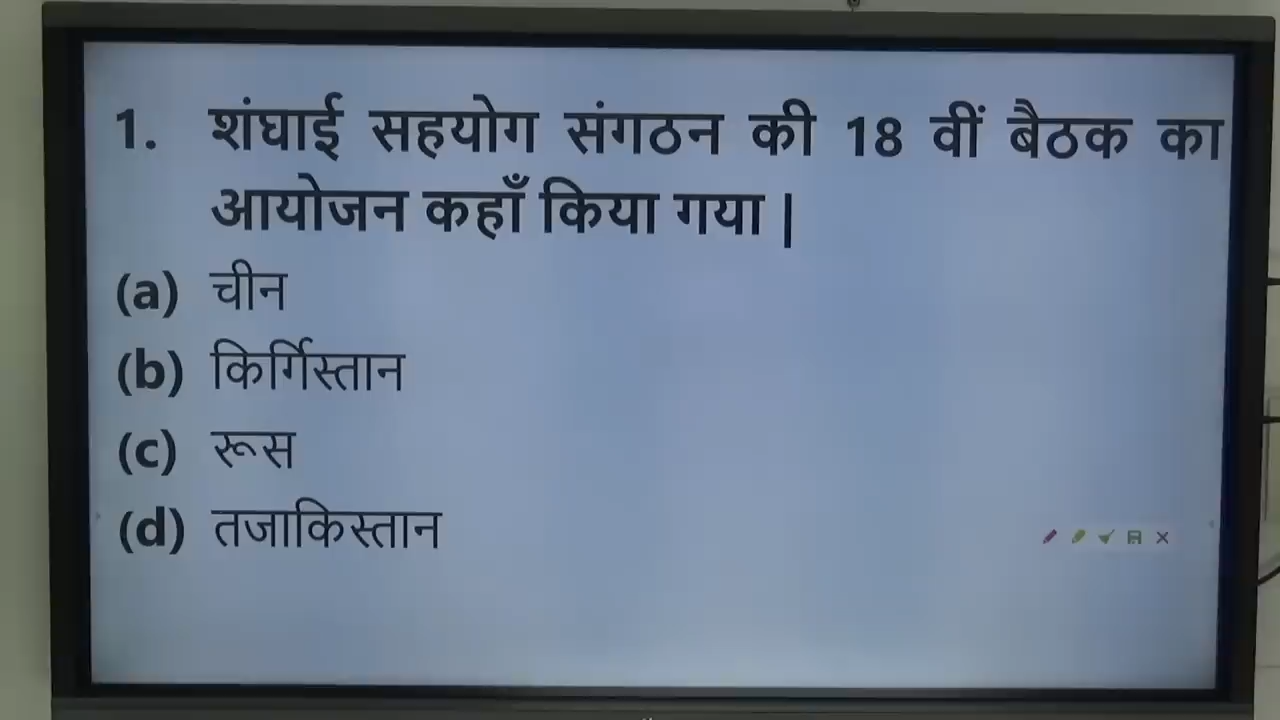 1. शंघाई सहयोग संगठन की 18 वीं बैठक का
आयोजन कहाँ किया गया |
(a) चीन
(b) किर्गिस्तान
(c) रूस
(d) तजाकिस्तान